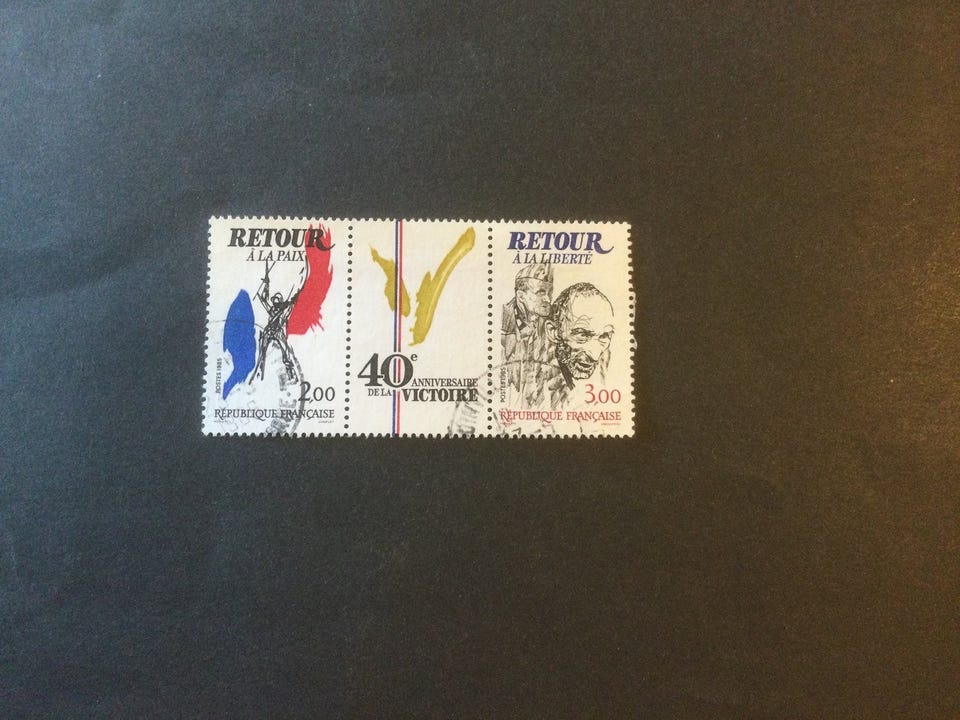 RETOUR
À LA PAIX
POSTES 1985
2,00
RÉPUBLIQUE FRANÇAISE
40e ANNIVERSAIRE
DE LA VICTOIRE
RETOUR
À LA LIBERTÉ
POSTES 1985
3,00
RÉPUBLIQUE FRANÇAISE